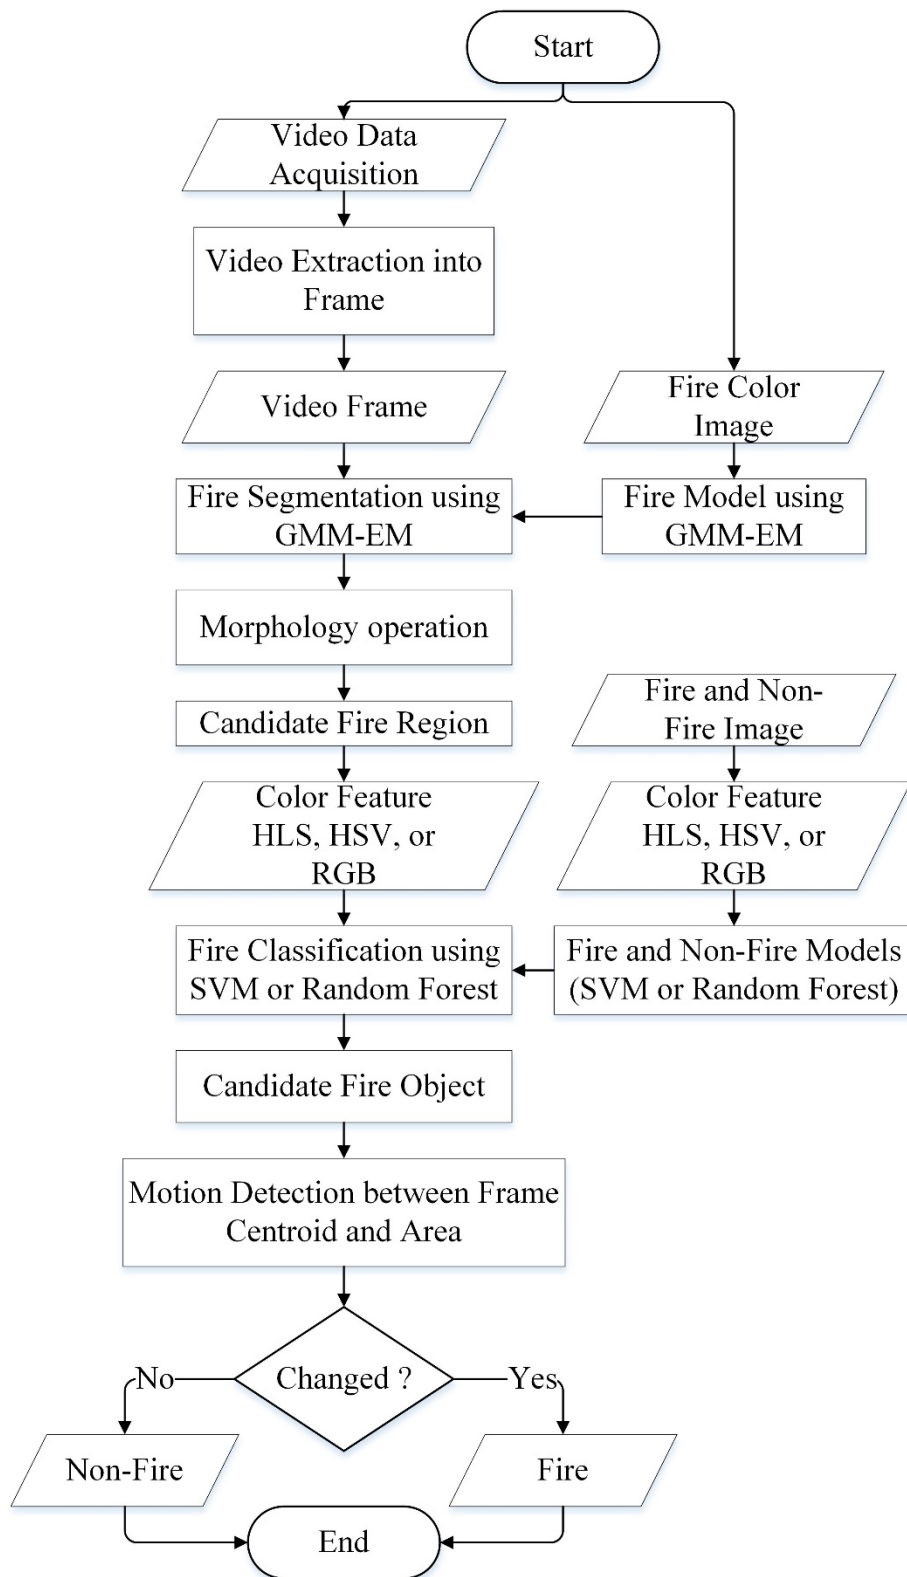 Start
Video Data
Acquisition
Video Extraction into
Frame
Video Frame
Fire Color
Image
Fire Segmentation using
GMM-EM
Fire Model using
GMM-EM
Morphology operation
Candidate Fire Region
Fire and Non-
Fire Image
Color Feature
HLS, HSV, or
RGB
Color Feature
HLS, HSV, or
RGB
Fire Classification using
SVM or Random Forest
Fire and Non-Fire Models
(SVM or Random Forest)
Candidate Fire Object
Motion Detection between Frame
Centroid and Area
Changed ?
No
Yes
Non-Fire
Fire
End